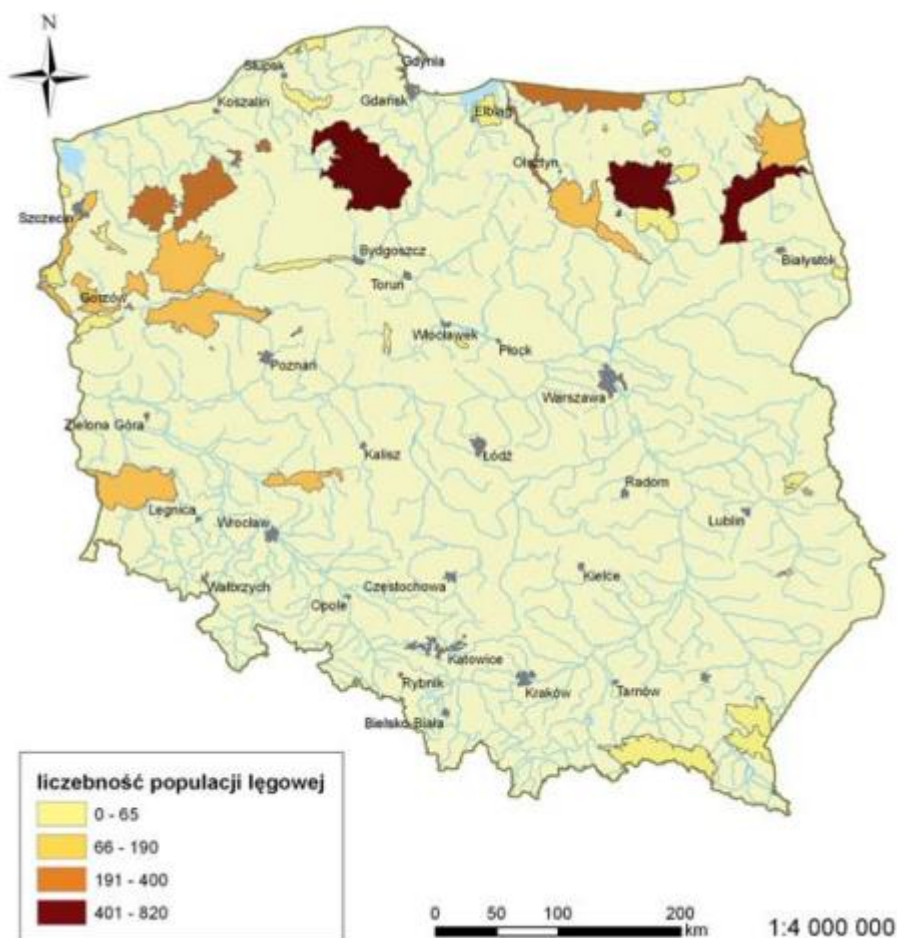 N
Gdynia
Słupsk
Koszalin
Gdańsk
Elbląg
Olsztyn
Szczecin
Bydgoszcz
Białystok
Toruń
Gorzów
Włocławek
Płock
Poznań
Warszawa
Zielona Góra
Kalisz
Łódź
Radom
Legnica
Lublin
Wrocław
Kielce
Wałbrzych
Częstochowa
Opole
Katowice
Rybnik
Kraków
Tarnów
Bielsko Biała
liczebność populacji lęgowej
0 - 65
66 - 190
191 - 400
401 - 820
0 50 100 200
km
1:4 000 000